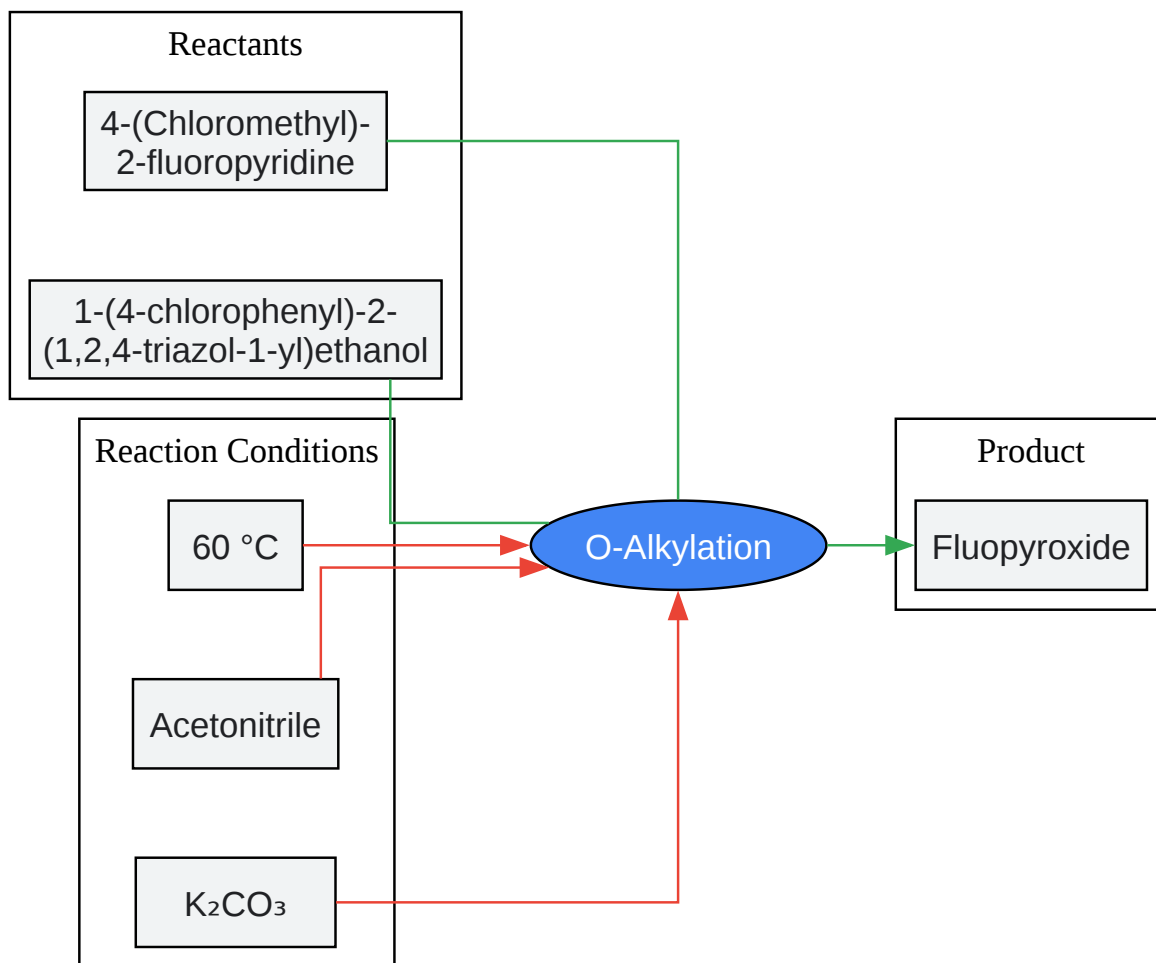 Reactants
4-(Chloromethyl)-
2-fluoropyridine
1-(4-chlorophenyl)-2-
(1,2,4-triazol-1-yl)ethanol
Reaction Conditions
60 °C
Acetonitrile
K₂CO₃
O-Alkylation
Product
Fluopyroxide